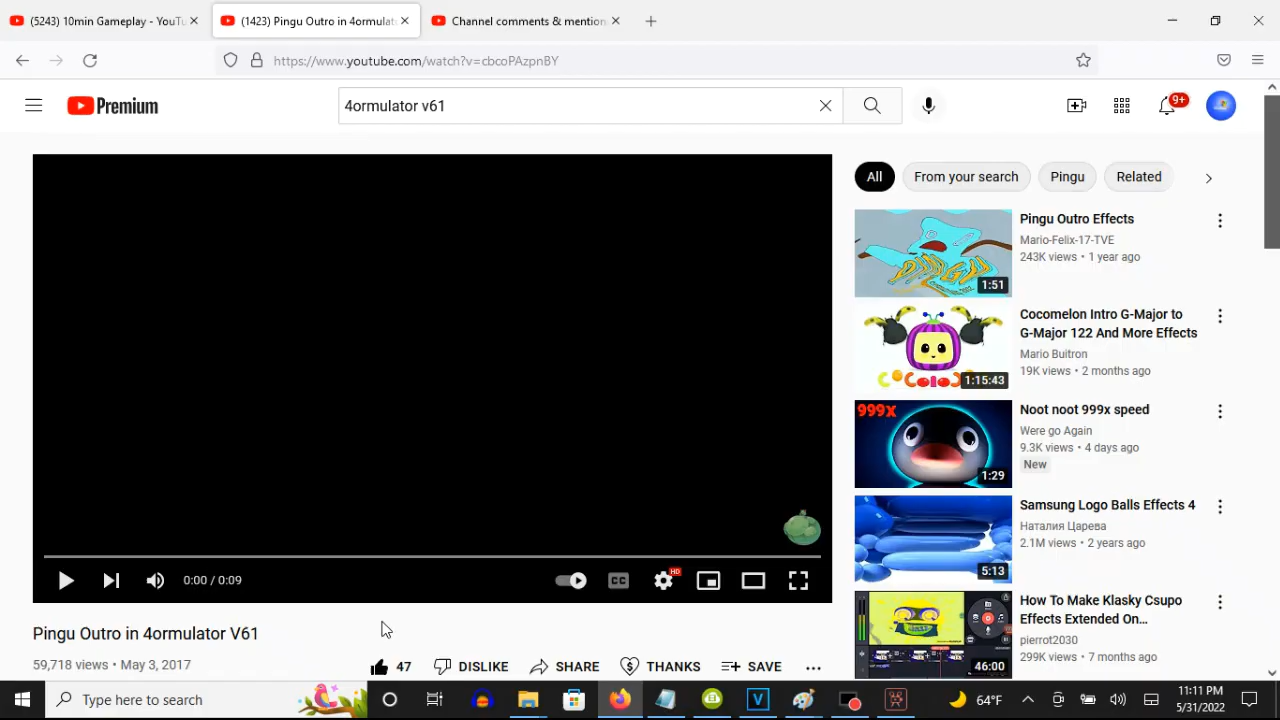 (5243) 10min Gameplay - YouTu
(1423) Pingu Outro in 4ormulat
Channel comments & mention
https://www.youtube.com/watch?v=cbcoPAzpnBY
Premium
4ormulator v61
9+
All
From your search
Pingu
Related
Pingu Outro Effects
Mario-Felix-17-TVE
243K views • 1 year ago
1:51
Cocomelon Intro G-Major to
G-Major 122 And More Effects
Mario Buitron
19K views • 2 months ago
1:15:43
999x
Noot noot 999x speed
Were go Again
9.3K views • 4 days ago
New
1:29
Samsung Logo Balls Effects 4
Наталия Царева
2.1M views • 2 years ago
5:13
How To Make Klasky Csupo
Effects Extended On...
pierrot2030
299K views • 7 months ago
46:00
0:00 / 0:09
CC
HD
Pingu Outro in 4ormulator V61
59,718 views • May 3, 2017
47
DISLIKE
SHARE
THANKS
SAVE
Type here to search
64°F
11:11 PM
5/31/2022